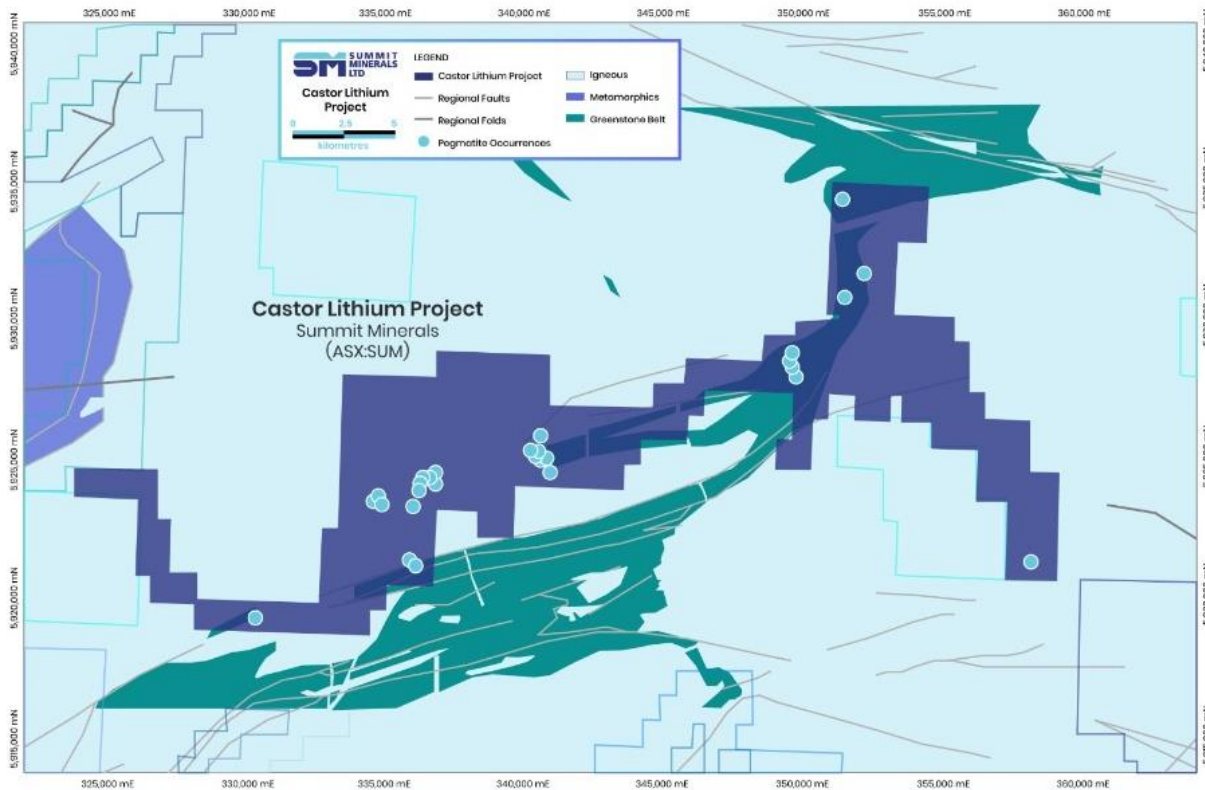 325,000 mE
330,000 mE
335,000 mE
340,000 mE
345,000 mE
350,000 mE
355,000 mE
360,000 mE
5,940,000 mN
5,935,000 mN
5,930,000 mN
5,925,000 mN
5,920,000 mN
5,915,000 mN
SM
SUMMIT
MINERALS
LTD
Castor Lithium
Project
0 2.5 5
kilometres
LEGEND
Castor Lithium Project
Regional Faults
Regional Folds
Pegmatite Occurrences
Igneous
Metamorphics
Greenstone Belt
Castor Lithium Project
Summit Minerals
(ASX:SUM)
325,000 mE
330,000 mE
335,000 mE
340,000 mE
345,000 mE
350,000 mE
355,000 mE
360,000 mE